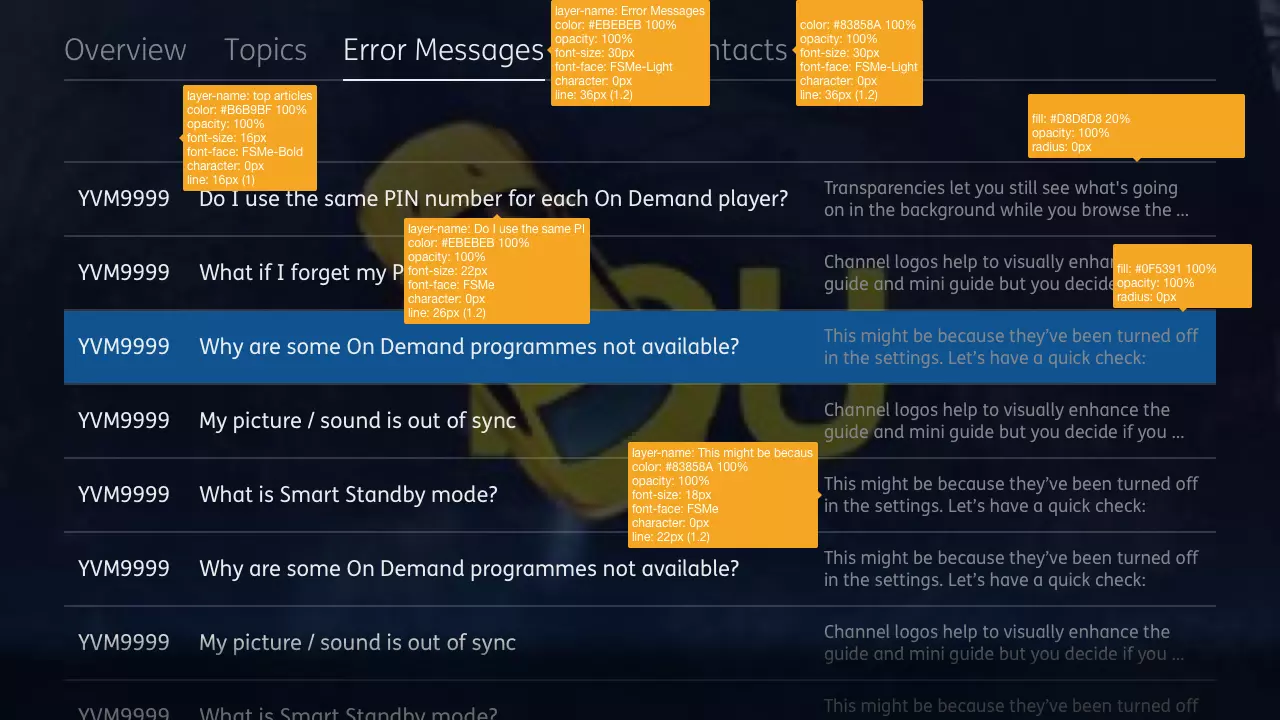 Overview Topics Error Messages ntacts
layer-name: Error Messages
color: #EBEBEB 100%
opacity: 100%
font-size: 30px
font-face: FSMe-Light
character: 0px
line: 36px (1.2)
color: #83858A 100%
opacity: 100%
font-size: 30px
font-face: FSMe-Light
character: 0px
line: 36px (1.2)
layer-name: top articles
color: #B6B9BF 100%
opacity: 100%
font-size: 16px
font-face: FSMe-Bold
character: 0px
line: 16px (1)
fill: #D8D8D8 20%
opacity: 100%
radius: 0px
YVM9999 Do I use the same PIN number for each On Demand player?
Transparencies let you still see what's going
on in the background while you browse the ...
layer-name: Do I use the same PI
color: #EBEBEB 100%
opacity: 100%
font-size: 22px
font-face: FSMe
character: 0px
line: 26px (1.2)
YVM9999 What if I forget my P
Channel logos help to visually enhan
guide and mini guide but you decide
fill: #0F5391 100%
opacity: 100%
radius: 0px
YVM9999 Why are some On Demand programmes not available?
This might be because they've been turned off
in the settings. Let's have a quick check:
OU
YVM9999 My picture / sound is out of sync
Channel logos help to visually enhance the
guide and mini guide but you decide if you ...
layer-name: This might be becaus
color: #83858A 100%
opacity: 100%
font-size: 18px
font-face: FSMe
character: 0px
line: 22px (1.2)
YVM9999 What is Smart Standby mode?
This might be because they've been turned off
in the settings. Let's have a quick check:
YVM9999 Why are some On Demand programmes not available?
This might be because they've been turned off
in the settings. Let's have a quick check:
YVM9999 My picture / sound is out of sync
Channel logos help to visually enhance the
guide and mini guide but you decide if you ...
YVM9999 What is Smart Standby mode?
This might be because they've been turned off